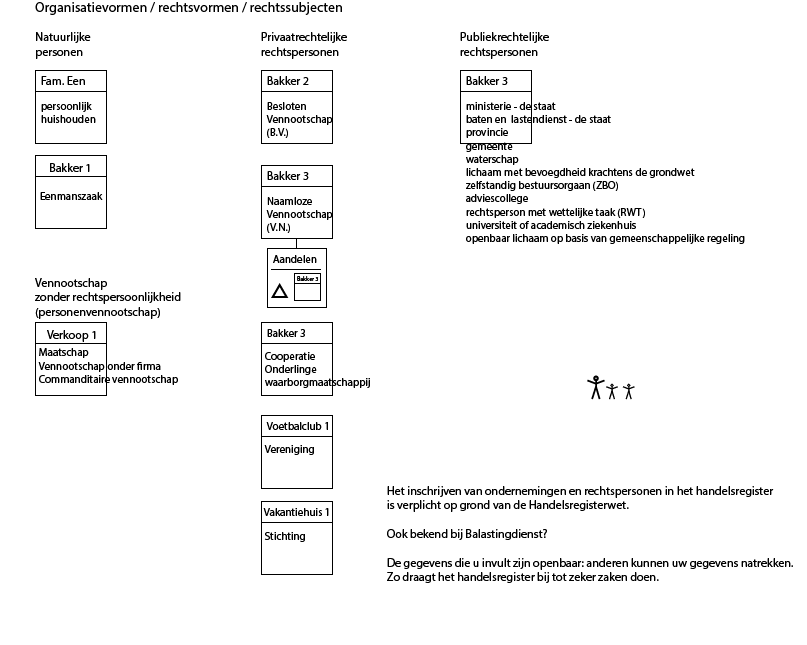 Organisatievormen / rechtsvormen / rechtssubjecten
Natuurlijke
personen
Fam. Een
persoonlijk
huishouden
Bakker 1
Eenmanszaak
Vennootschap
zonder rechtspersoonlijkheid
(personenvennootschap)
Verkoop 1
Maatschap
Vennootschap onder firma
Commanditaire vennootschap
Privaatrechtelijke
rechtspersonen
Bakker 2
Besloten
Vennootschap
(B.V.)
Bakker 3
Naamloze
Vennootschap
(V.N.)
Aandelen
Bakker 3
Bakker 3
Cooperatie
Onderlinge
waarborgmaatschappij
Voetbalclub 1
Vereniging
Vakantiehuis 1
Stichting
Publiekrechtelijke
rechtspersonen
Bakker 3
ministerie - de staat
baten en lastendienst - de staat
provincie
gemeente
waterschap
lichaam met bevoegdheid krachtens de grondwet
zelfstandig bestuursorgaan (ZBO)
adviescollege
rechtsperson met wettelijke taak (RWT)
universiteit of academisch ziekenhuis
openbaar lichaam op basis van gemeenschappelijke regeling
Het inschrijven van ondernemingen en rechtspersonen in het handelsregister
is verplicht op grond van de Handelsregisterwet.
Ook bekend bij Balastingdienst?
De gegevens die u invult zijn openbaar: anderen kunnen uw gegevens natrekken.
Zo draagt het handelsregister bij tot zeker zaken doen.